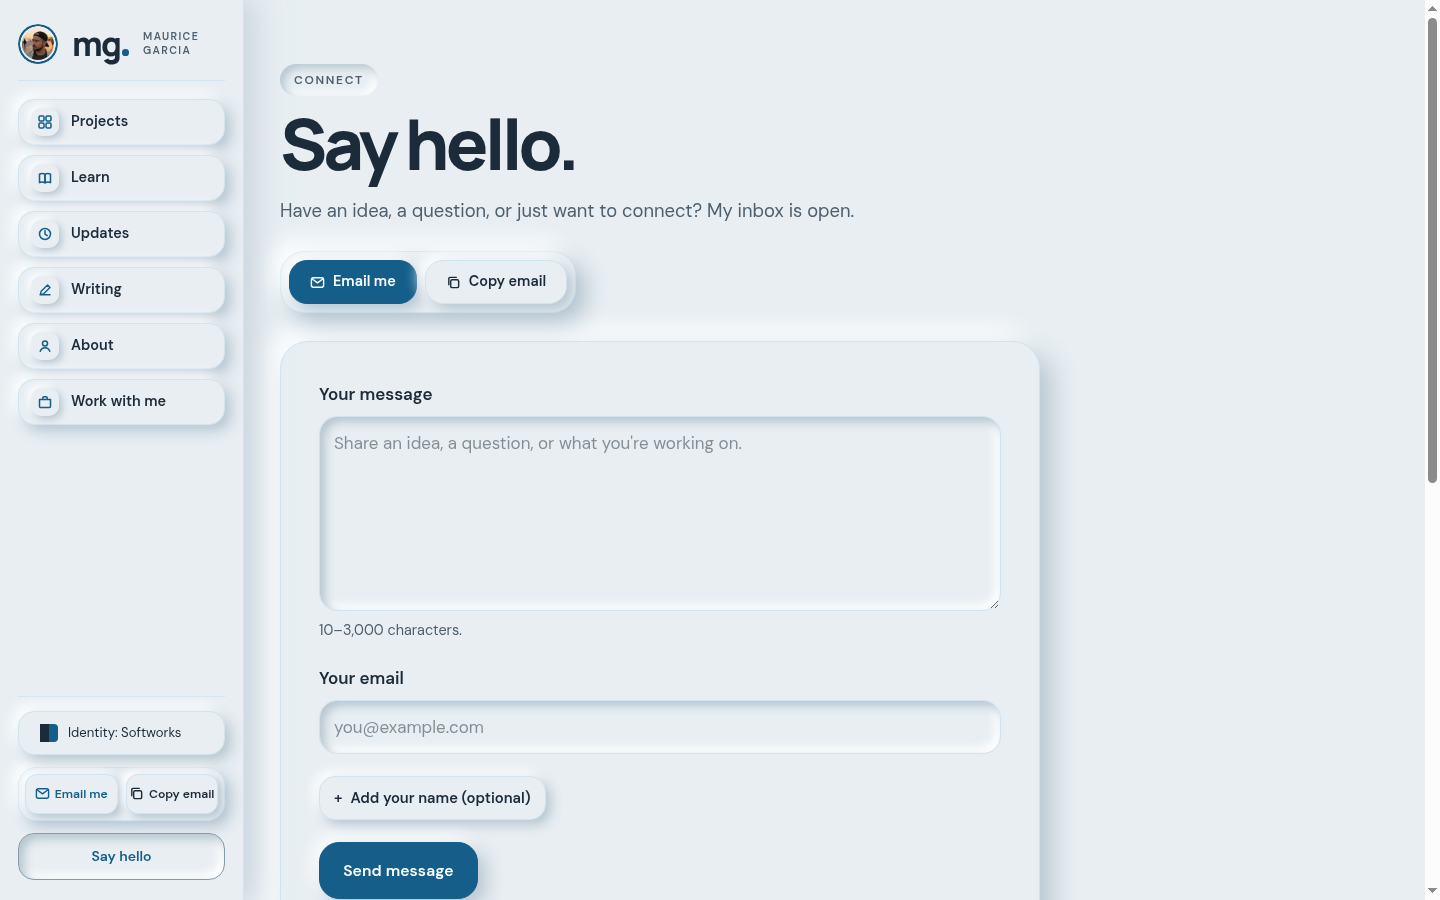 mg.
MAURICE
GARCIA
Projects
Learn
Updates
Writing
About
Work with me
Identity: Softworks
Email me
Copy email
Say hello
CONNECT
Say hello.
Have an idea, a question, or just want to connect? My inbox is open.
Email me
Copy email
Your message
Share an idea, a question, or what you're working on.
10–3,000 characters.
Your email
you@example.com
+ Add your name (optional)
Send message